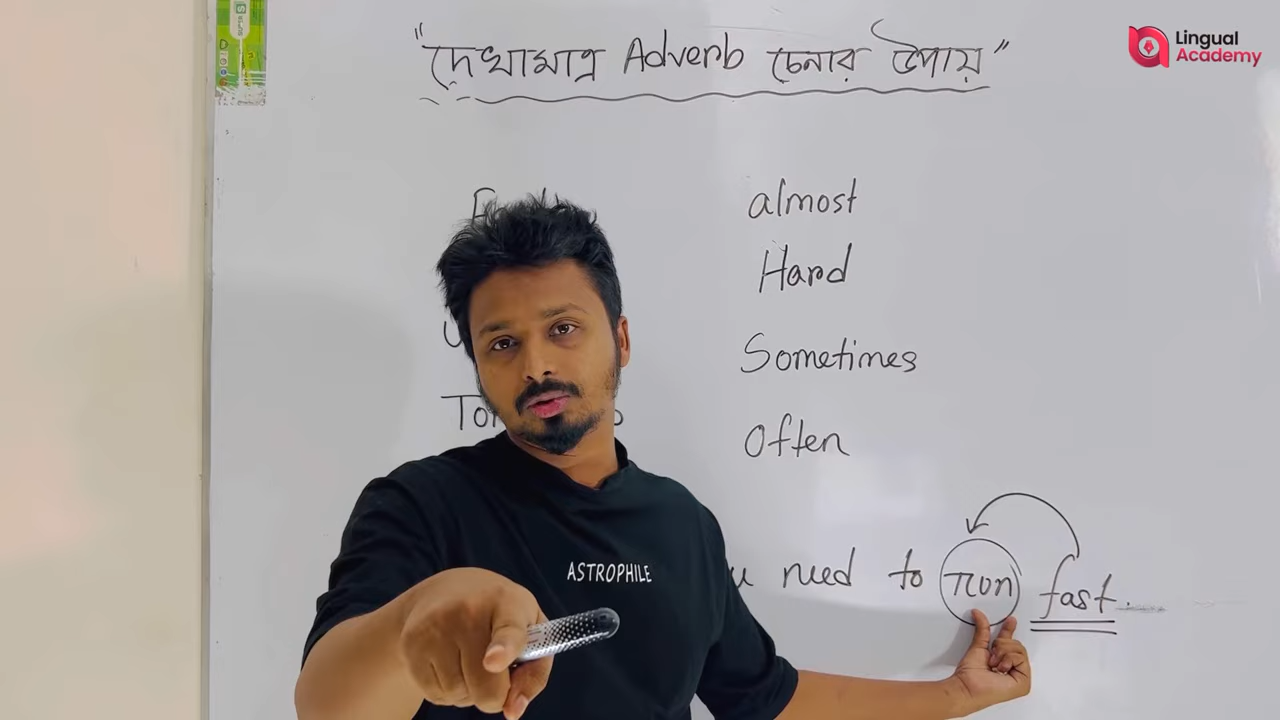 Lingual
Academy
"দেখামাত্র Adverb চেনার উপায়"
almost
Hard
Sometimes
Often
need to run fast.
ASTROPHILE